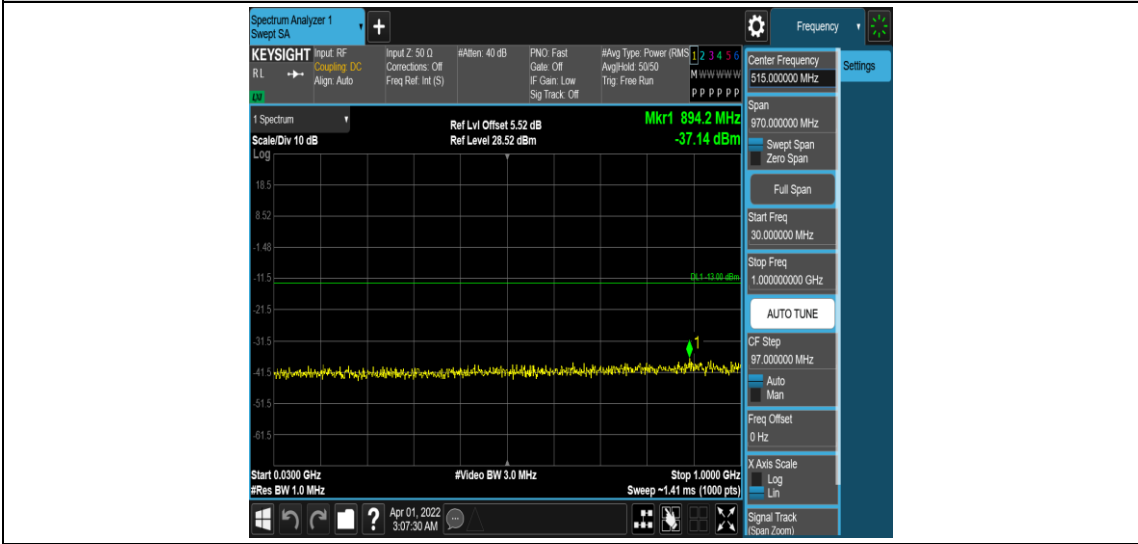 Spectrum Analyzer 1
Swept SA
+
Frequency
KEYSIGHT
RL
Input: RF
Coupling: DC
Align: Auto
Input Z: 50 Ω
Corrections: Off
Freq Ref: Int (S)
#Atten: 40 dB
PNO: Fast
Gate: Off
IF Gain: Low
Sig Track: Off
#Avg Type: Power (RMS
Avg|Hold: 50/50
Trig: Free Run
1 2 3 4 5 6
M W W W W W
P P P P P P
1 Spectrum
Scale/Div 10 dB
Log
Ref Lvl Offset 5.52 dB
Ref Level 28.52 dBm
Mkr1 894.2 MHz
-37.14 dBm
18.5
8.52
-1.48
-11.5
DL1 -13.00 dBm
-21.5
-31.5
1
-41.5
-51.5
-61.5
Start 0.0300 GHz
#Res BW 1.0 MHz
#Video BW 3.0 MHz
Stop 1.0000 GHz
Sweep ~1.41 ms (1000 pts)
Apr 01, 2022
3:07:30 AM
Center Frequency
515.000000 MHz
Settings
Span
970.000000 MHz
Swept Span
Zero Span
Full Span
Start Freq
30.000000 MHz
Stop Freq
1.000000000 GHz
AUTO TUNE
CF Step
97.000000 MHz
Auto
Man
Freq Offset
0 Hz
X Axis Scale
Log
Lin
Signal Track
(Span Zoom)